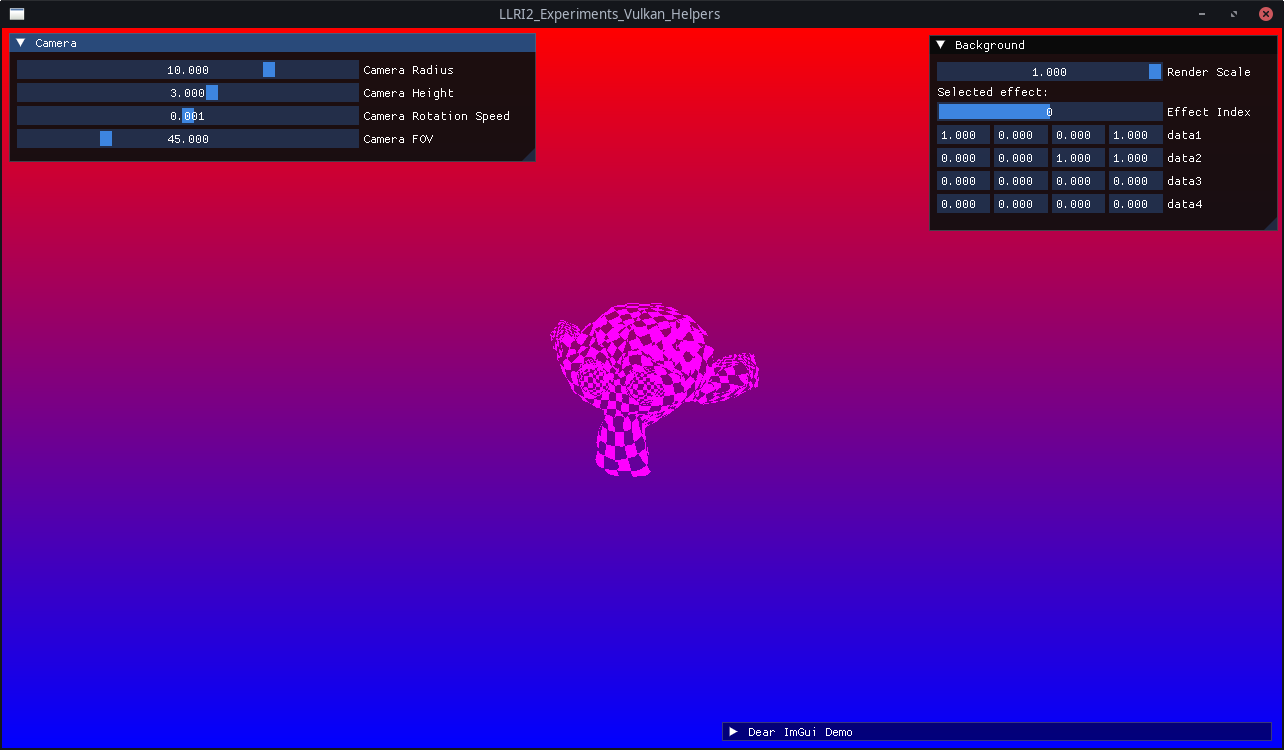 LLRI2_Experiments_Vulkan_Helpers
Camera
10.000 Camera Radius
3.000 Camera Height
0.001 Camera Rotation Speed
45.000 Camera FOV
Background
1.000 Render Scale
Selected effect:
0 Effect Index
1.000 0.000 0.000 1.000 data1
0.000 0.000 1.000 1.000 data2
0.000 0.000 0.000 0.000 data3
0.000 0.000 0.000 0.000 data4
Dear ImGui Demo